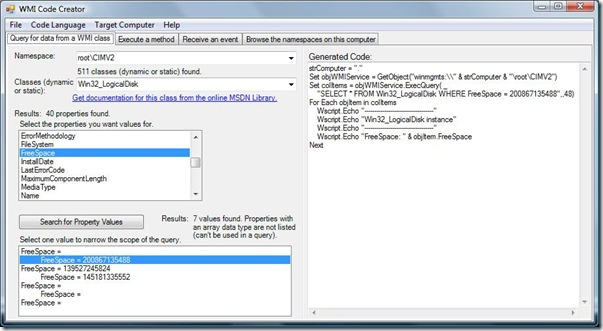 WMI Code Creator
File Code Language Target Computer Help
Query for data from a WMI class Execute a method Receive an event Browse the namespaces on this computer
Namespace: root\CIMV2
511 classes (dynamic or static) found.
Classes (dynamic or static): Win32_LogicalDisk
Get documentation for this class from the online MSDN Library.
Results: 40 properties found.
Select the properties you want values for.
ErrorMethodology
FileSystem
FreeSpace
InstallDate
LastErrorCode
MaximumComponentLength
MediaType
Name
Search for Property Values
Results: 7 values found. Properties with
an array data type are not listed
(can't be used in a query).
Select one value to narrow the scope of the query.
FreeSpace =
FreeSpace = 200867135488
FreeSpace = 139527245824
FreeSpace = 145181335552
FreeSpace =
FreeSpace =
FreeSpace =
Generated Code:
strComputer = "."
Set objWMIService = GetObject("winmgmts:\\" & strComputer & "\root\CIMV2")
Set colItems = objWMIService.ExecQuery( _
"SELECT * FROM Win32_LogicalDisk WHERE FreeSpace = 200867135488",,48)
For Each objItem in colItems
Wscript.Echo "-----------------------------------"
Wscript.Echo "Win32_LogicalDisk instance"
Wscript.Echo "-----------------------------------"
Wscript.Echo "FreeSpace: " & objItem.FreeSpace
Next